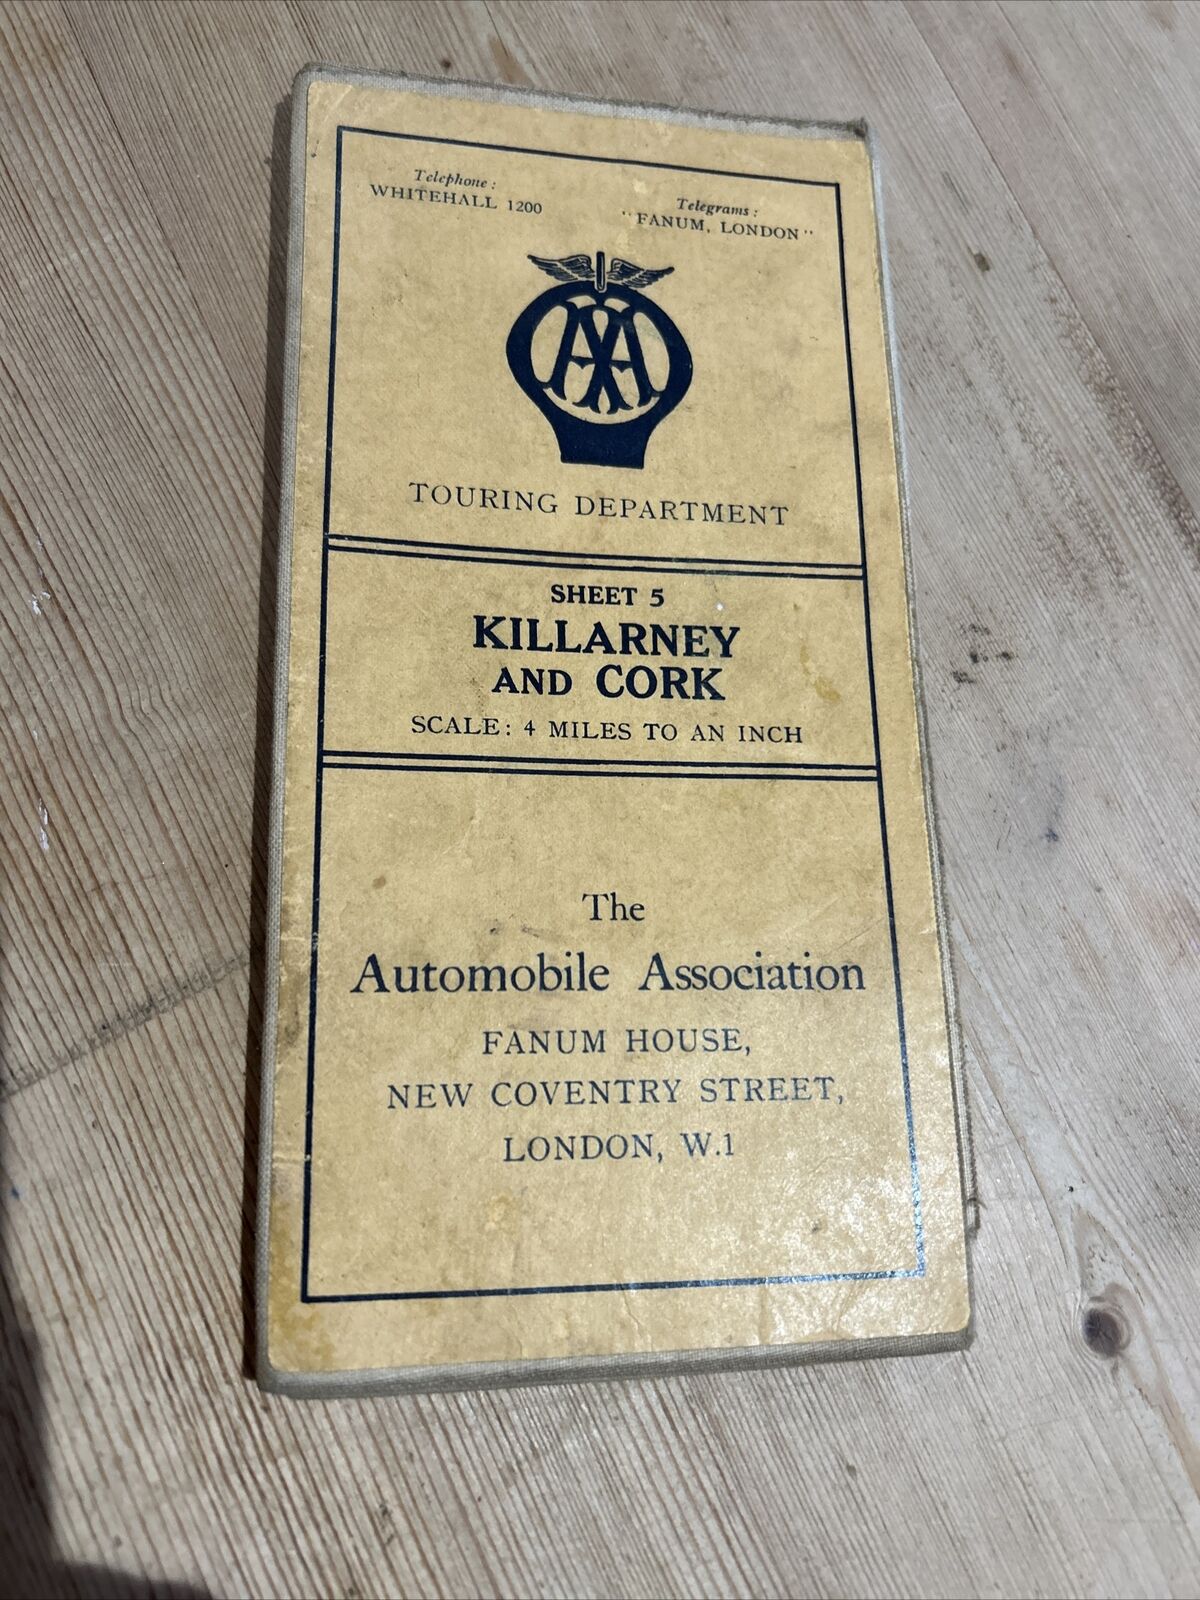 Telephone:
WHITEHALL 1200
Telegrams:
"FANUM, LONDON"
AA
TOURING DEPARTMENT
SHEET 5
KILLARNEY
AND CORK
SCALE: 4 MILES TO AN INCH
The
Automobile Association
FANUM HOUSE,
NEW COVENTRY STREET,
LONDON, W.1